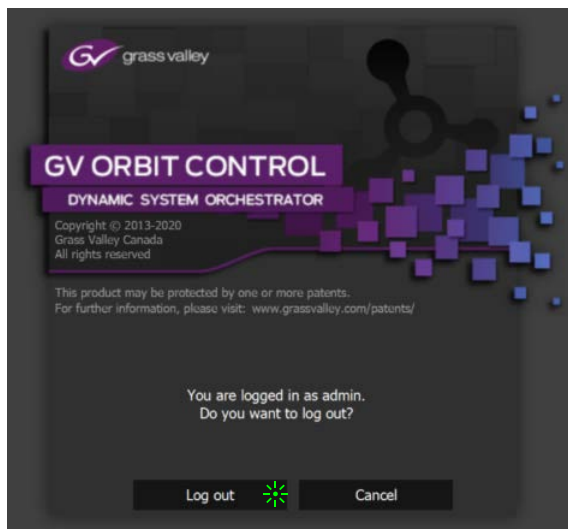 GV grass valley
GV ORBIT CONTROL
DYNAMIC SYSTEM ORCHESTRATOR
Copyright © 2013-2020
Grass Valley Canada
All rights reserved
This product may be protected by one or more patents.
For further information, please visit: www.grassvalley.com/patents/
You are logged in as admin.
Do you want to log out?
Log out Cancel